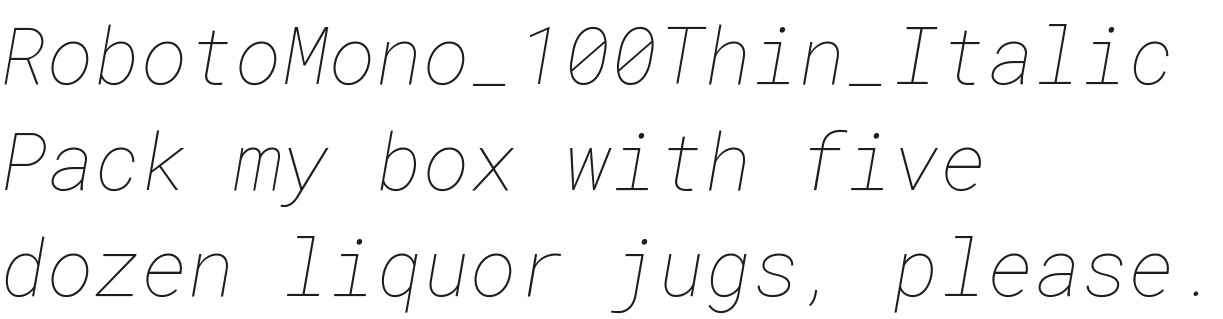 RobotoMono_100Thin_Italic
Pack my box with five
dozen liquor jugs, please.